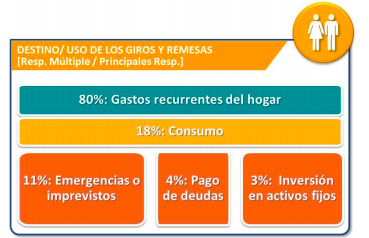 DESTINO/ USO DE LOS GIROS Y REMESAS
[Resp. Múltiple / Principales Resp.]
80%: Gastos recurrentes del hogar
18%: Consumo
11%: Emergencias o
imprevistos
4%: Pago
de deudas
3%: Inversión
en activos fijos